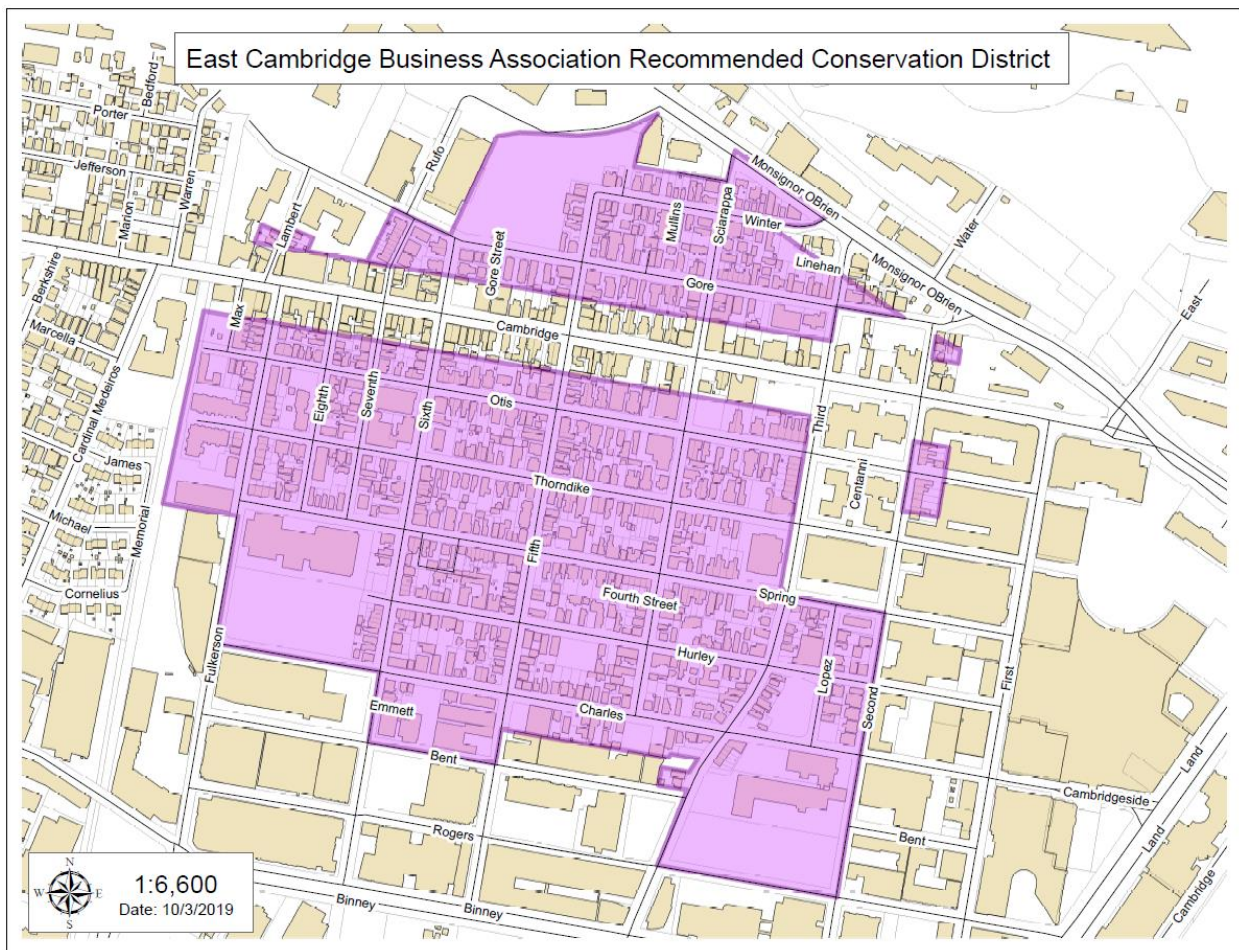 East Cambridge Business Association Recommended Conservation District
Bedford
Porter
Jefferson
Marion
Warren
Rufo
Lambert
Monsignor OBrien
Mullins
Sciarappa
Winter
Water
Linehan
Monsignor OBrien
Gore Street
Gore
East
Berkshire
Marcella
Max
Cambridge
Cardinal Medeiros
Eighth
Seventh
Sixth
Otis
Third
Centanni
James
Thorndike
Michael
Memorial
Fifth
Cornelius
Fourth Street
Spring
Hurley
Lopez
Second
First
Fulkerson
Emmett
Charles
Bent
Land
Cambridgeside
Rogers
Bent
Land
Cambridge
Binney
Binney
N
W
E
S
1:6,600
Date: 10/3/2019